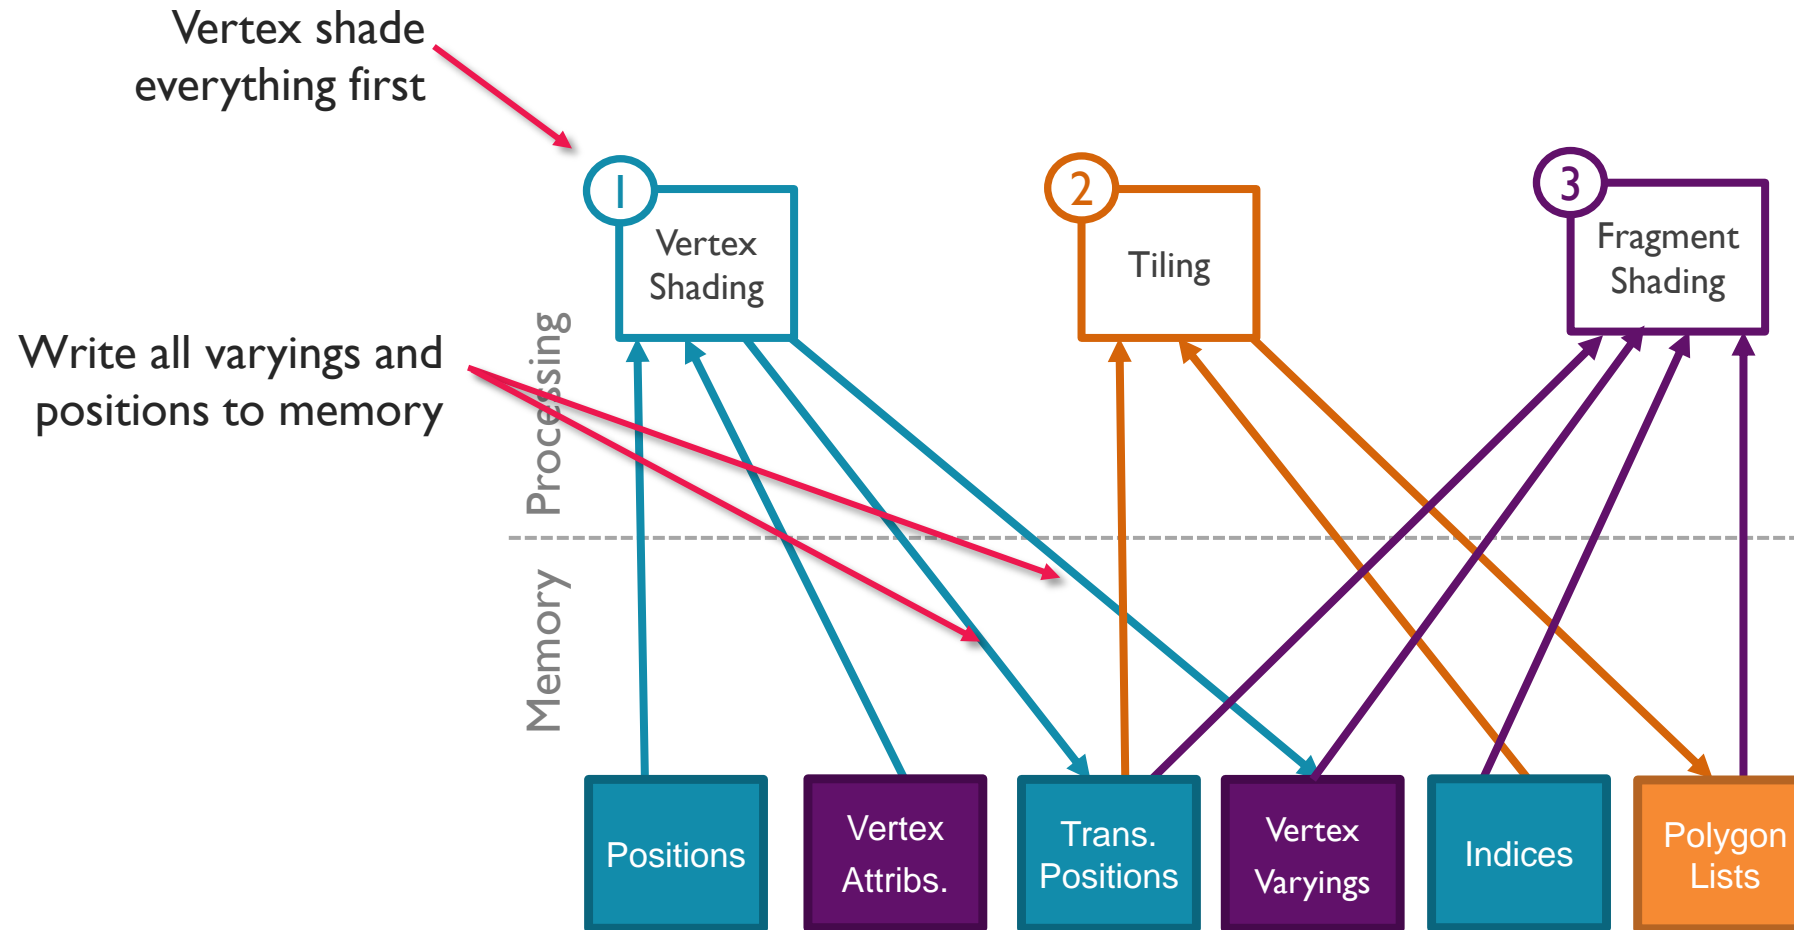 Vertex shade
everything first
1
2
3
Vertex
Shading
Tiling
Fragment
Shading
Write all varyings and
positions to memory
Processing
Memory
Positions
Vertex
Attribs.
Trans.
Positions
Vertex
Varyings
Indices
Polygon
Lists